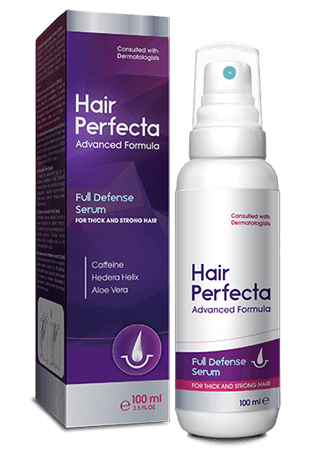 Consulted with
Dermatologists
Hair
Perfecta
Advanced Formula
Full Defense
Serum
FOR THICK AND STRONG HAIR
Caffeine
Hedera Helix
Aloe Vera
℮ 100 ml
3.5 FL.OZ
Consulted with
Dermatologists
Hair
Perfecta
Advanced Formula
Full Defense
Serum
FOR THICK AND STRONG HAIR
100 ml ℮